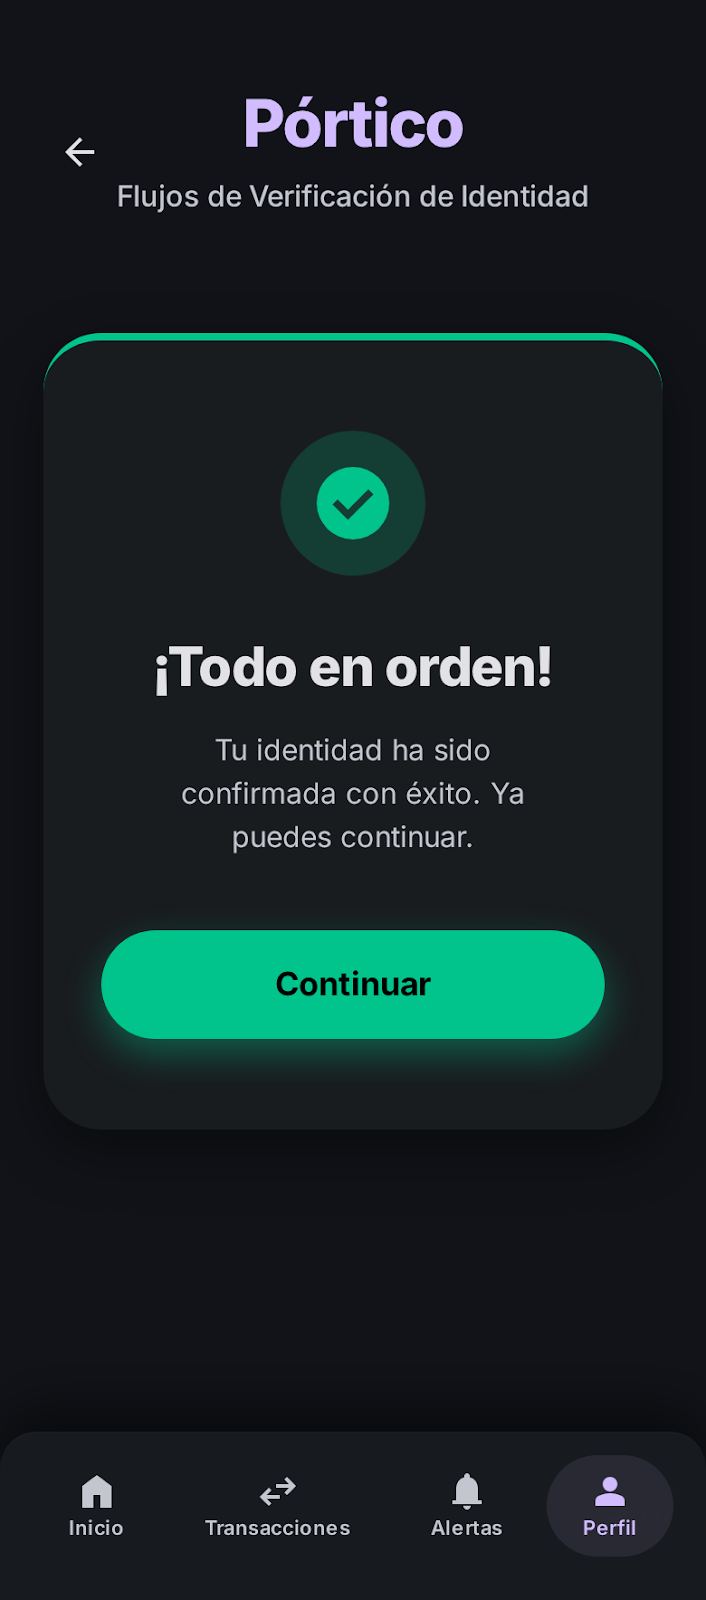 Pórtico
Flujos de Verificación de Identidad
¡Todo en orden!
Tu identidad ha sido
confirmada con éxito. Ya
puedes continuar.
Continuar
Inicio
Transacciones
Alertas
Perfil